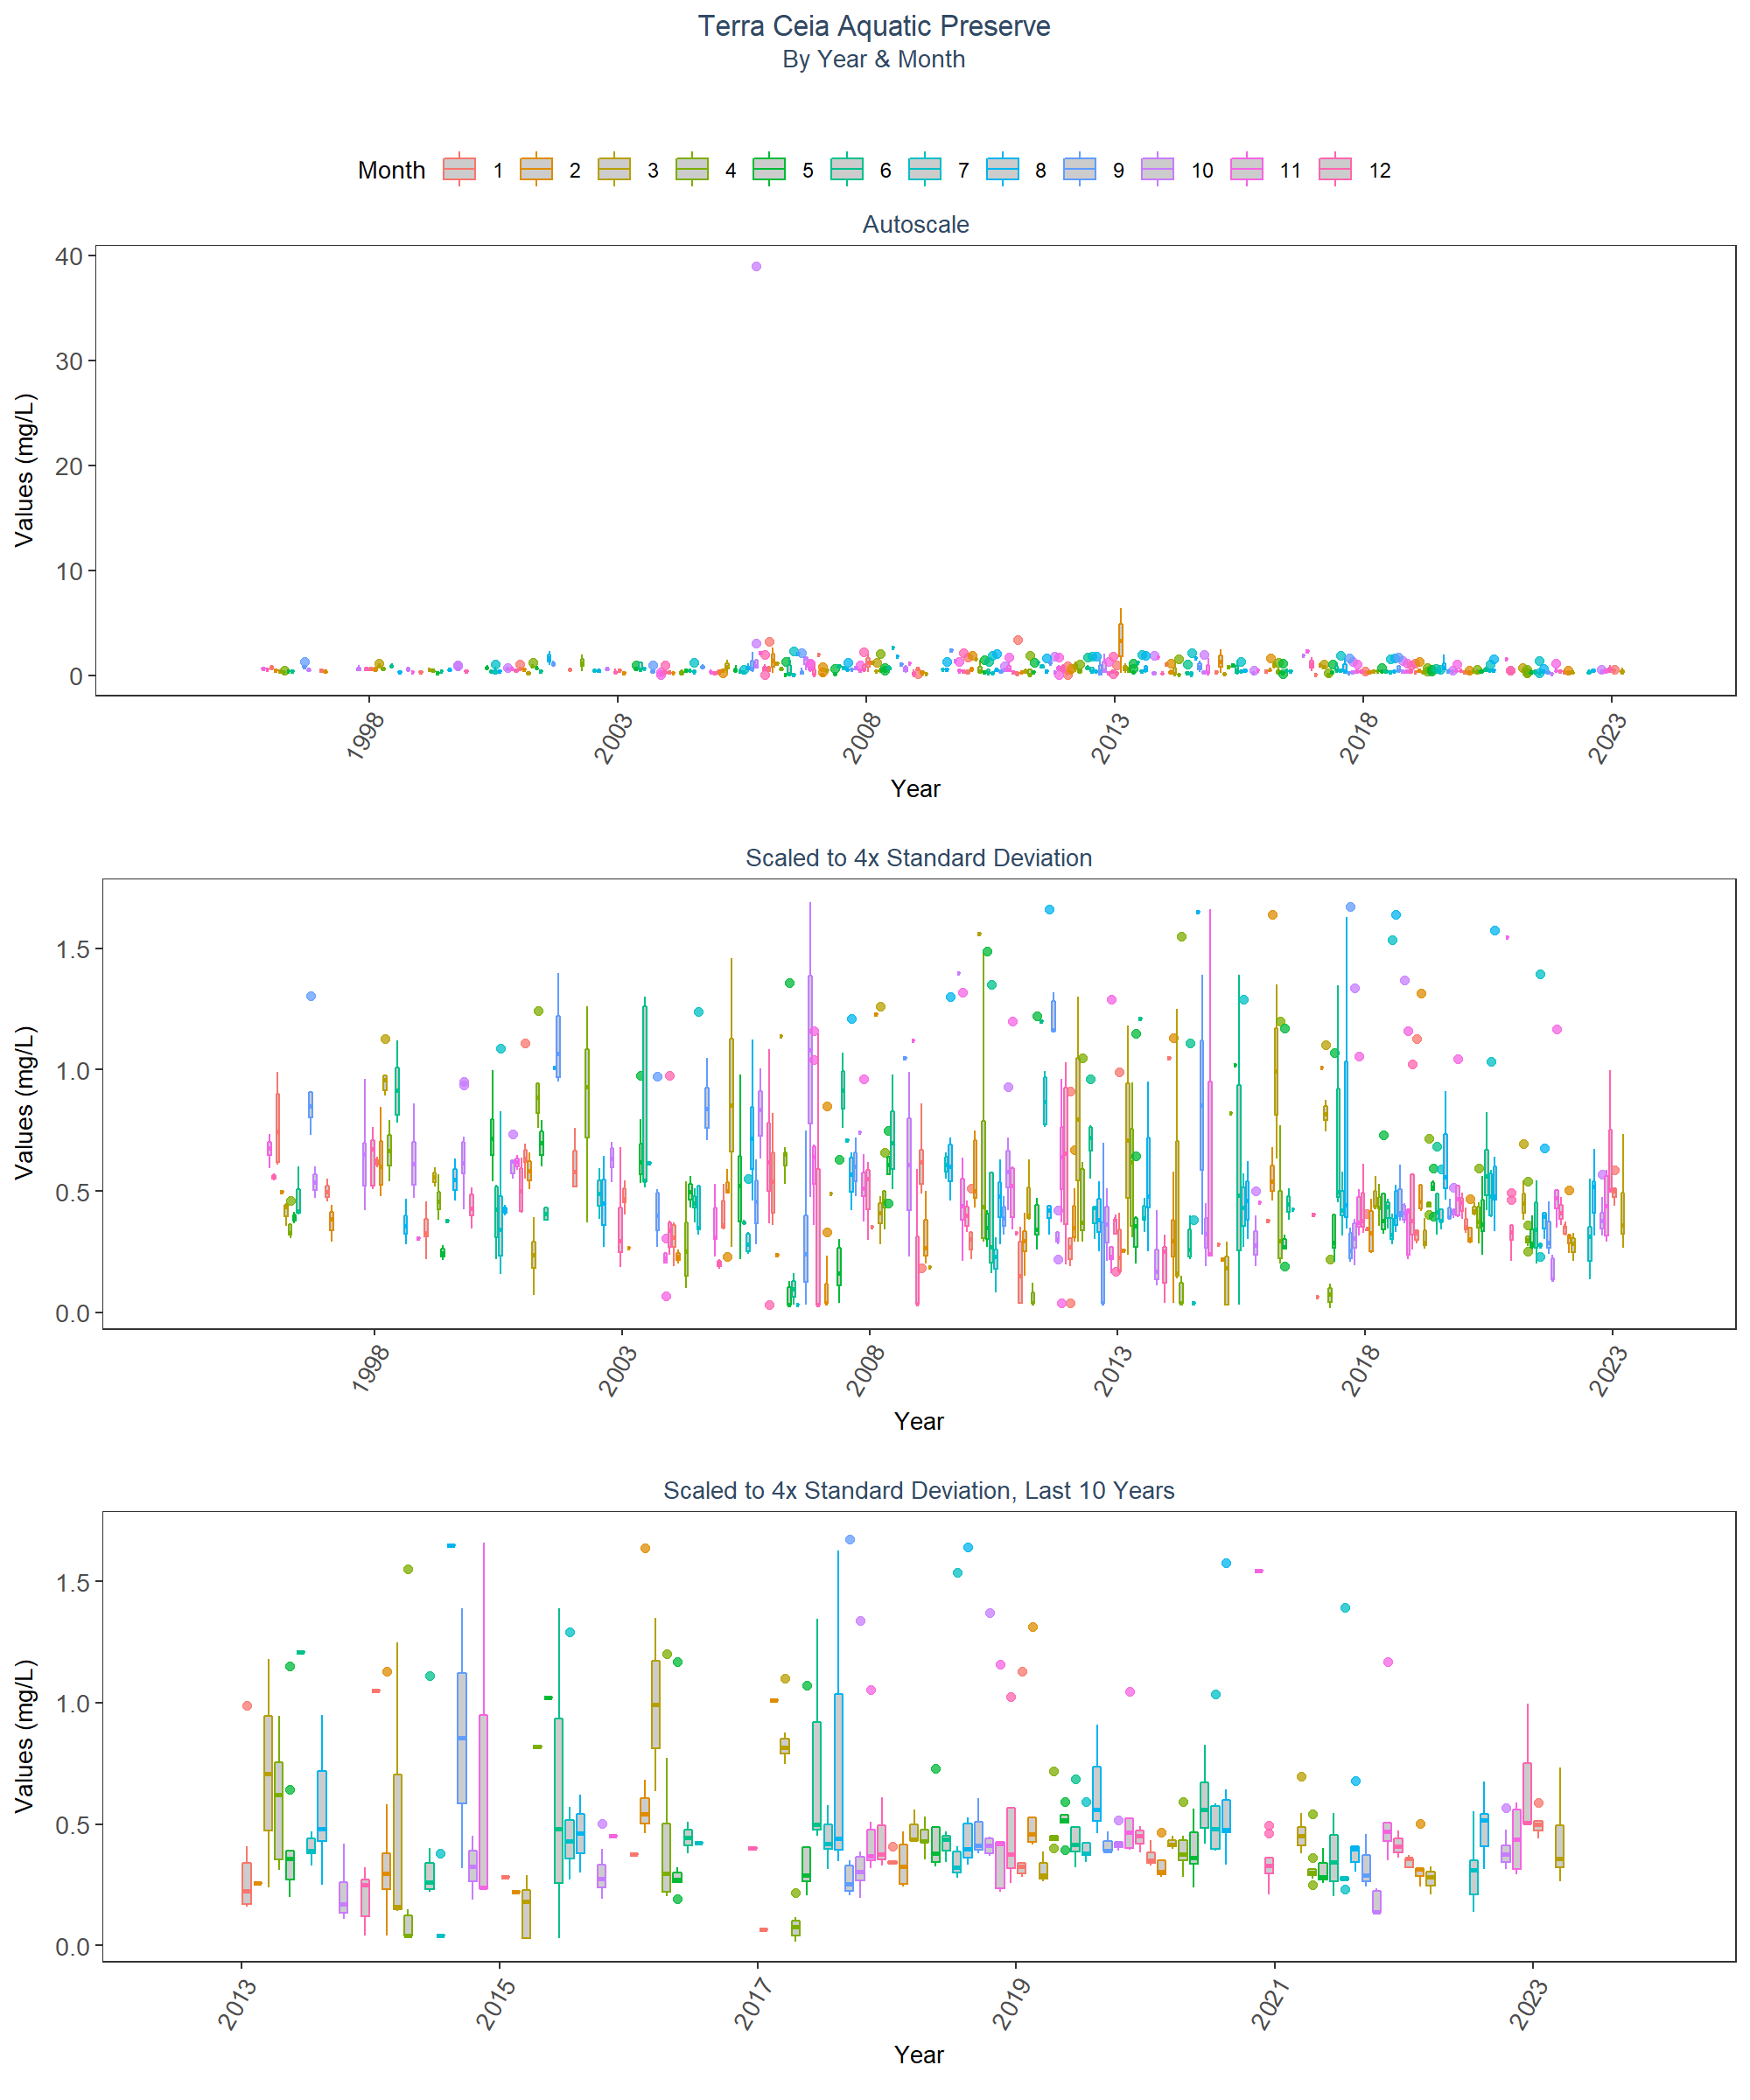 Terra Ceia Aquatic Preserve
By Year & Month
Month 1 2 3 4 5 6 7 8 9 10 11 12
Autoscale
Values (mg/L)
40
30
20
10
0
1998 2003 2008 2013 2018 2023
Year
Scaled to 4x Standard Deviation
Values (mg/L)
1.5
1.0
0.5
0.0
1998 2003 2008 2013 2018 2023
Year
Scaled to 4x Standard Deviation, Last 10 Years
Values (mg/L)
1.5
1.0
0.5
0.0
2013 2015 2017 2019 2021 2023
Year